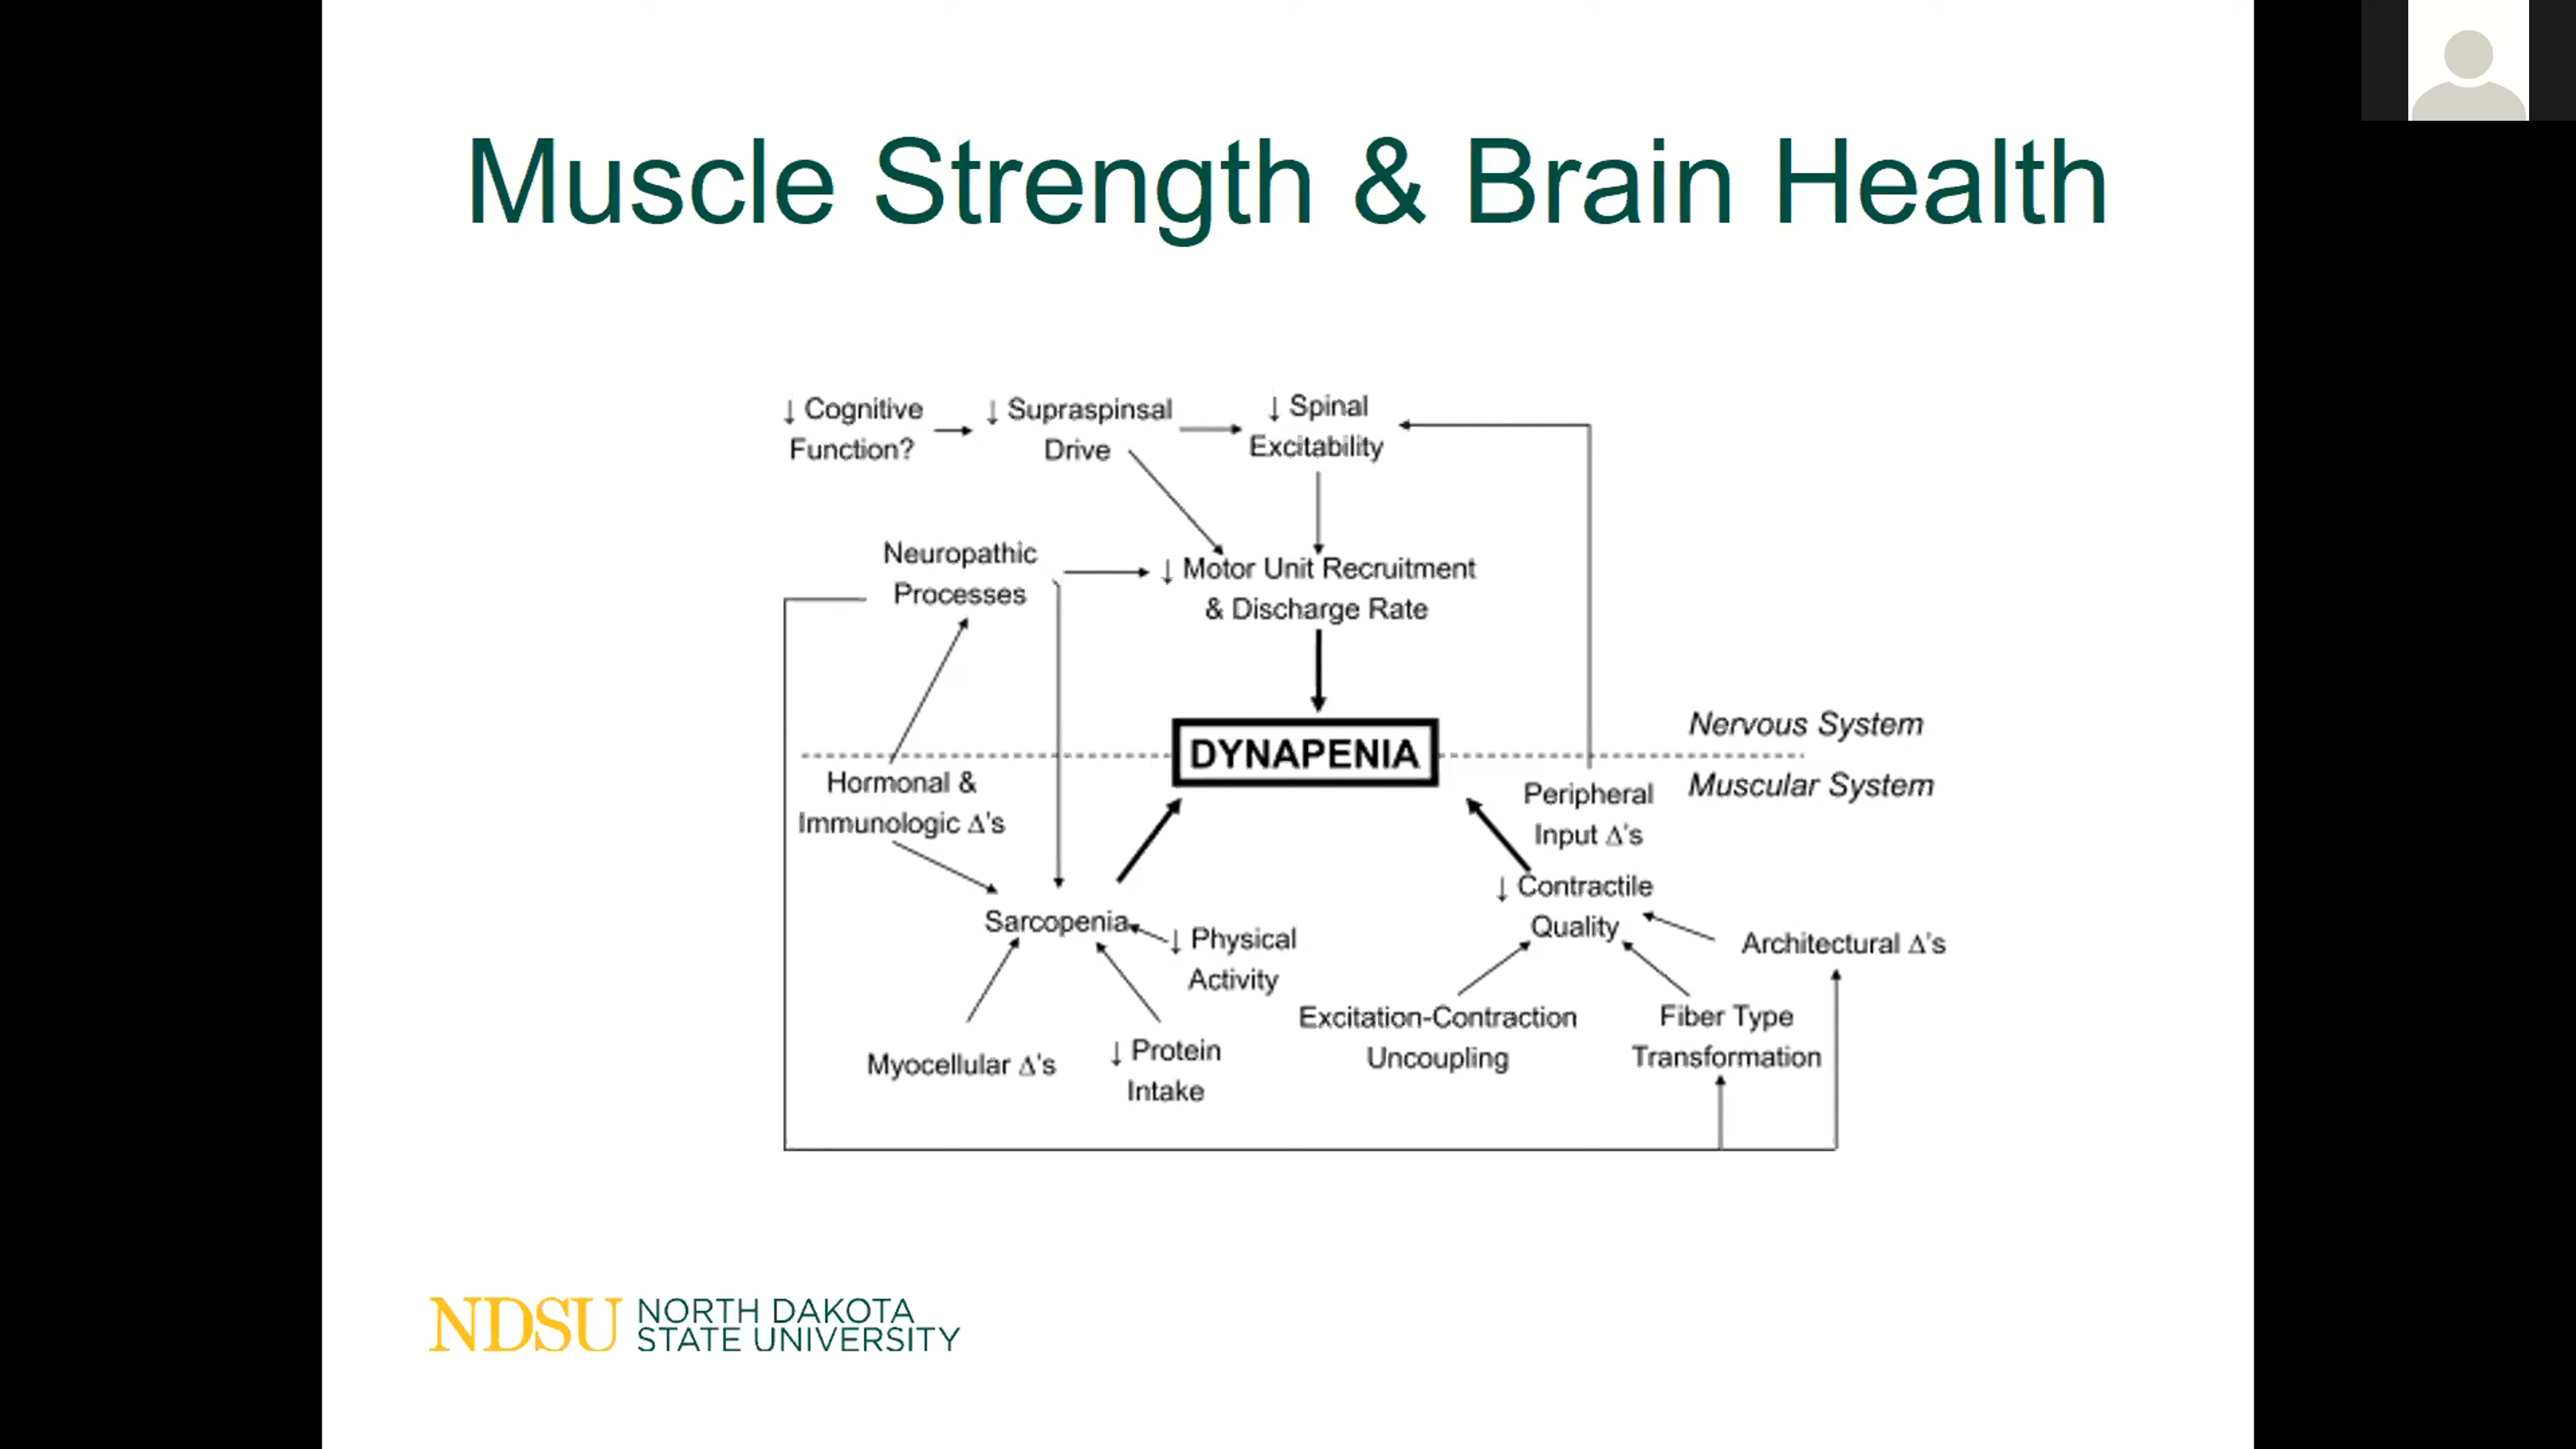 Muscle Strength & Brain Health
↓ Cognitive
Function?
↓ Supraspinsal
Drive
↓ Spinal
Excitability
Neuropathic
Processes
↓ Motor Unit Recruitment
& Discharge Rate
DYNAPENIA
Nervous System
Muscular System
Hormonal &
Immunologic Δ's
Peripheral
Input Δ's
Sarcopenia
↓ Physical
Activity
↓ Contractile
Quality
Architectural Δ's
Myocellular Δ's
↓ Protein
Intake
Excitation-Contraction
Uncoupling
Fiber Type
Transformation
NDSU
NORTH DAKOTA
STATE UNIVERSITY